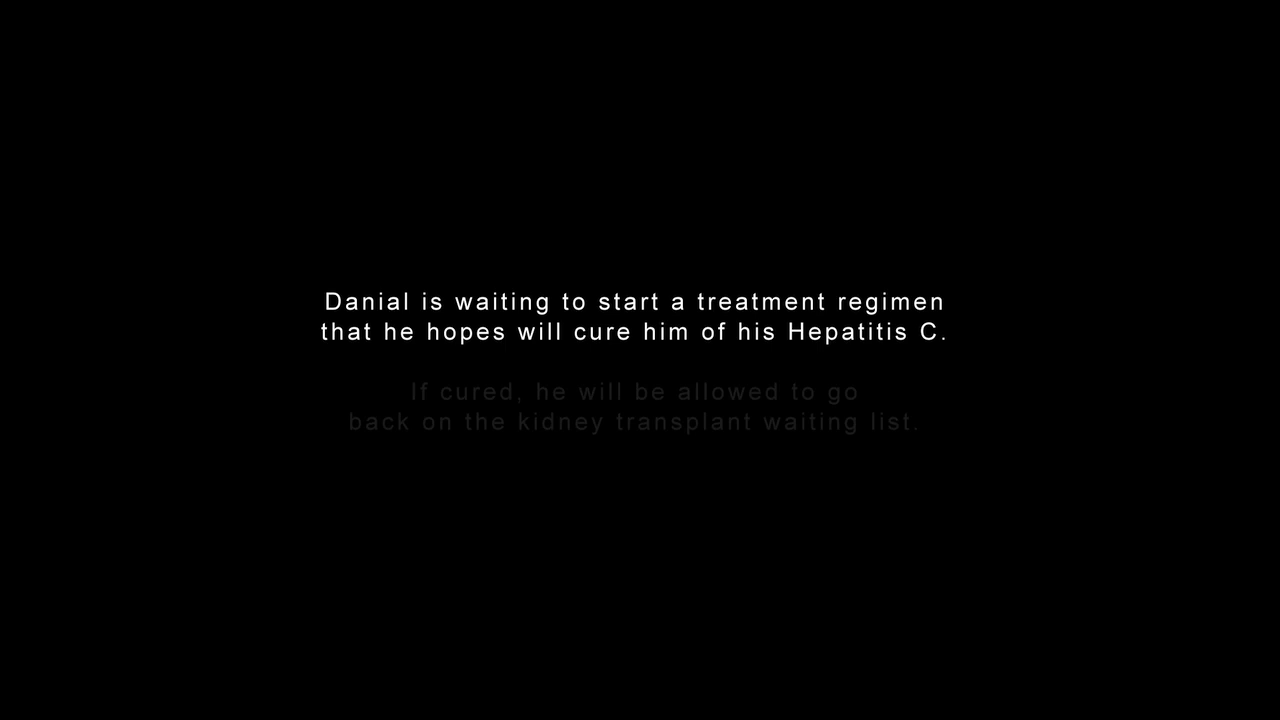 Danial is waiting to start a treatment regimen
that he hopes will cure him of his Hepatitis C.
If cured, he will be allowed to go
back on the kidney transplant waiting list.